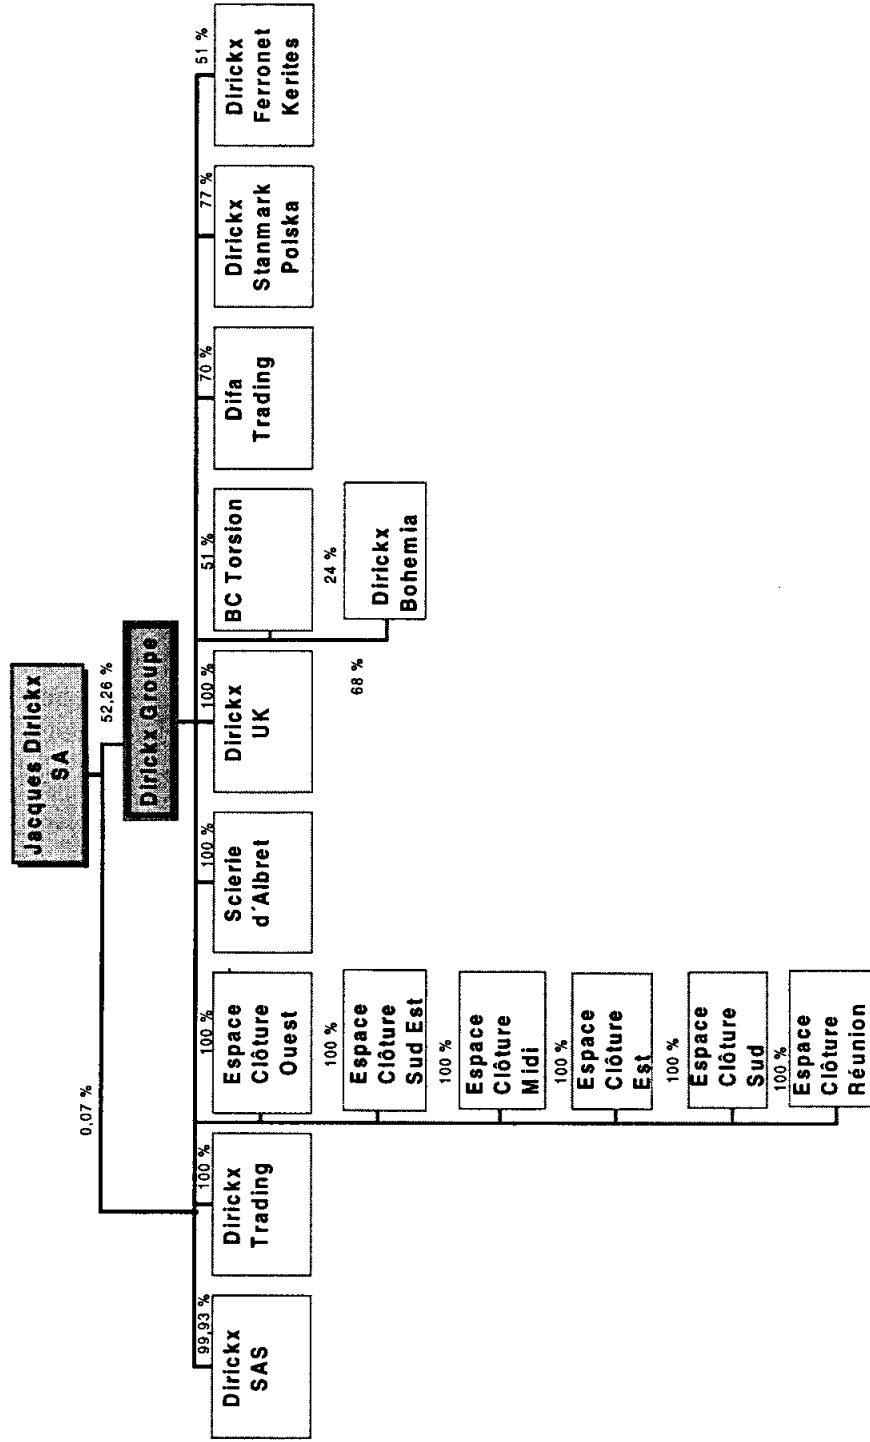 Jacques Dirickx
SA
0,07 %
52,26 %
Dirickx Groupe
99,93 %
Dirickx
SAS
100 %
Dirickx
Trading
100 %
Espace
Clôture
Ouest
100 %
Espace
Clôture
Sud Est
100 %
Espace
Clôture
Midi
100 %
Espace
Clôture
Est
100 %
Espace
Clôture
Sud
100 %
Espace
Clôture
Réunion
100 %
Scierie
d'Albret
100 %
Dirickx
UK
51 %
BC Torsion
68 %
24 %
Dirickx
Bohemia
70 %
Difa
Trading
77 %
Dirickx
Stanmark
Polska
51 %
Dirickx
Ferronet
Kerites